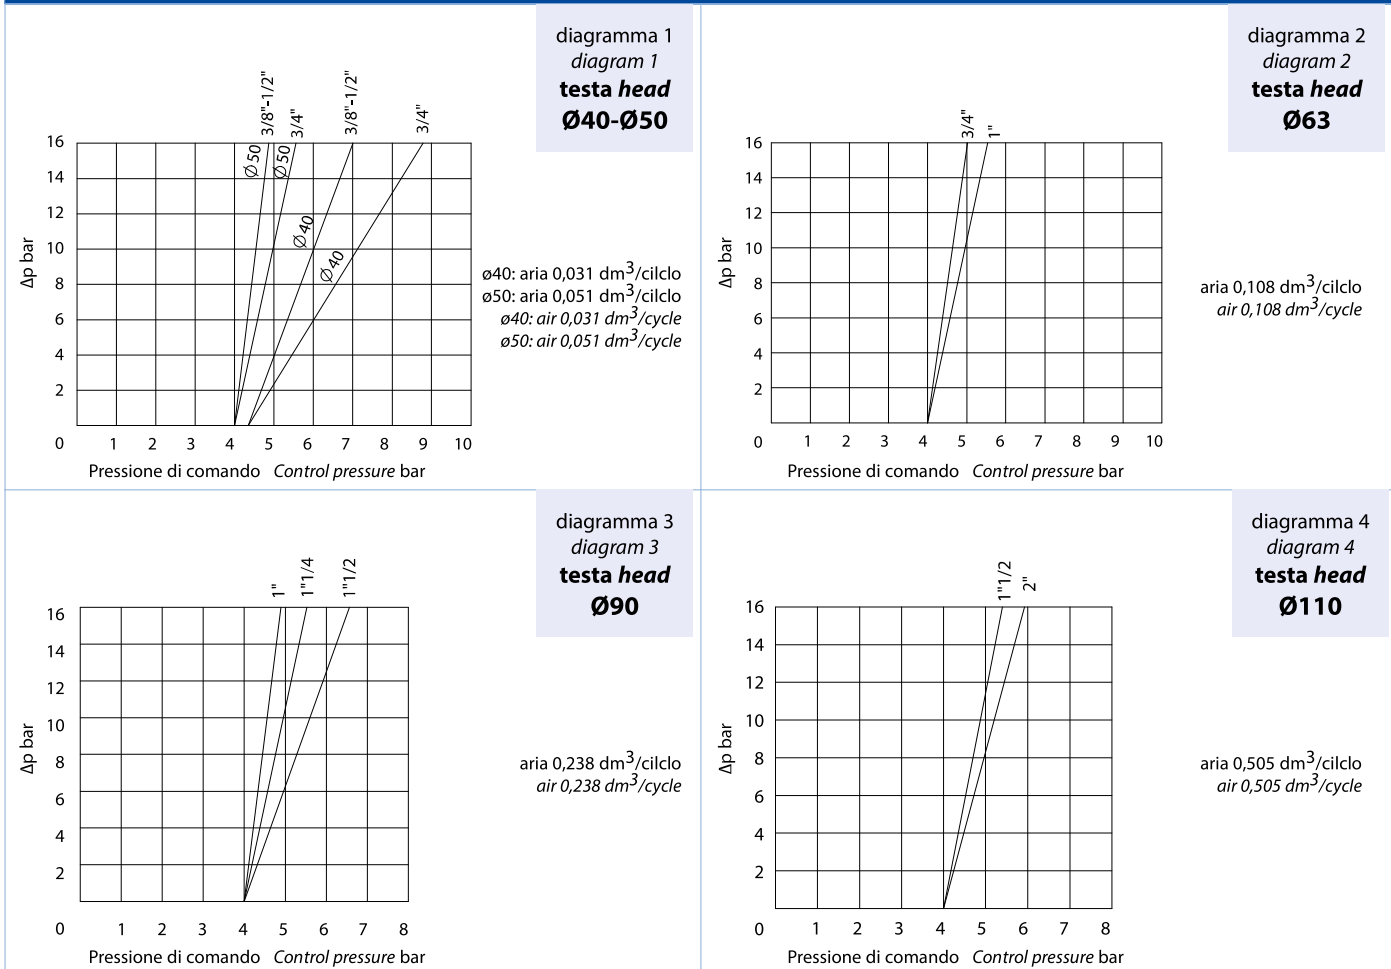 diagramma 1
diagram 1
testa head
Ø40-Ø50
3/8"-1/2"
3/4"
3/8"-1/2"
3/4"
Ø50
Ø50
Ø40
Ø40
16
14
12
10
8
6
4
2
Δp bar
0 1 2 3 4 5 6 7 8 9 10
Pressione di comando Control pressure bar
ø40: aria 0,031 dm3/cilclo
ø50: aria 0,051 dm3/cilclo
ø40: air 0,031 dm3/cycle
ø50: air 0,051 dm3/cycle
diagramma 2
diagram 2
testa head
Ø63
3/4"
1"
16
14
12
10
8
6
4
2
Δp bar
0 1 2 3 4 5 6 7 8 9 10
Pressione di comando Control pressure bar
aria 0,108 dm3/cilclo
air 0,108 dm3/cycle
diagramma 3
diagram 3
testa head
Ø90
1"
1"1/4
1"1/2
16
14
12
10
8
6
4
2
Δp bar
0 1 2 3 4 5 6 7 8
Pressione di comando Control pressure bar
aria 0,238 dm3/cilclo
air 0,238 dm3/cycle
diagramma 4
diagram 4
testa head
Ø110
1"1/2
2"
16
14
12
10
8
6
4
2
Δp bar
0 1 2 3 4 5 6 7 8
Pressione di comando Control pressure bar
aria 0,505 dm3/cilclo
air 0,505 dm3/cycle